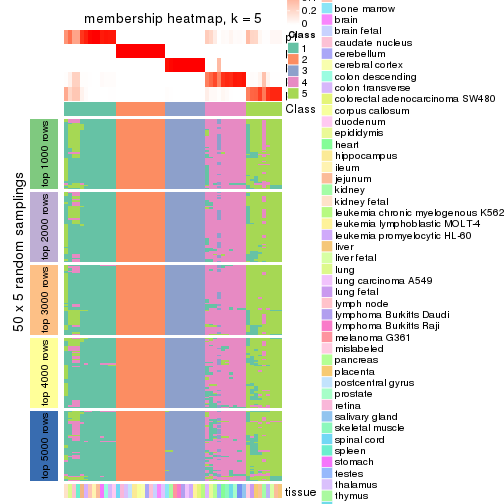 membership heatmap, k = 5
50 x 5 random samplings
top 1000 rows
top 2000 rows
top 3000 rows
top 4000 rows
top 5000 rows
0.2
0
Class
1
2
3
4
5
Class
tissue
bone marrow
brain
brain fetal
caudate nucleus
cerebellum
cerebral cortex
colon descending
colon transverse
colorectal adenocarcinoma SW480
corpus callosum
duodenum
epididymis
heart
hippocampus
ileum
jejunum
kidney
kidney fetal
leukemia chronic myelogenous K562
leukemia lymphoblastic MOLT-4
leukemia promyelocytic HL-60
liver
liver fetal
lung
lung carcinoma A549
lung fetal
lymph node
lymphoma Burkitts Daudi
lymphoma Burkitts Raji
melanoma G361
mislabeled
pancreas
placenta
postcentral gyrus
prostate
retina
salivary gland
skeletal muscle
spinal cord
spleen
stomach
testes
thalamus
thymus